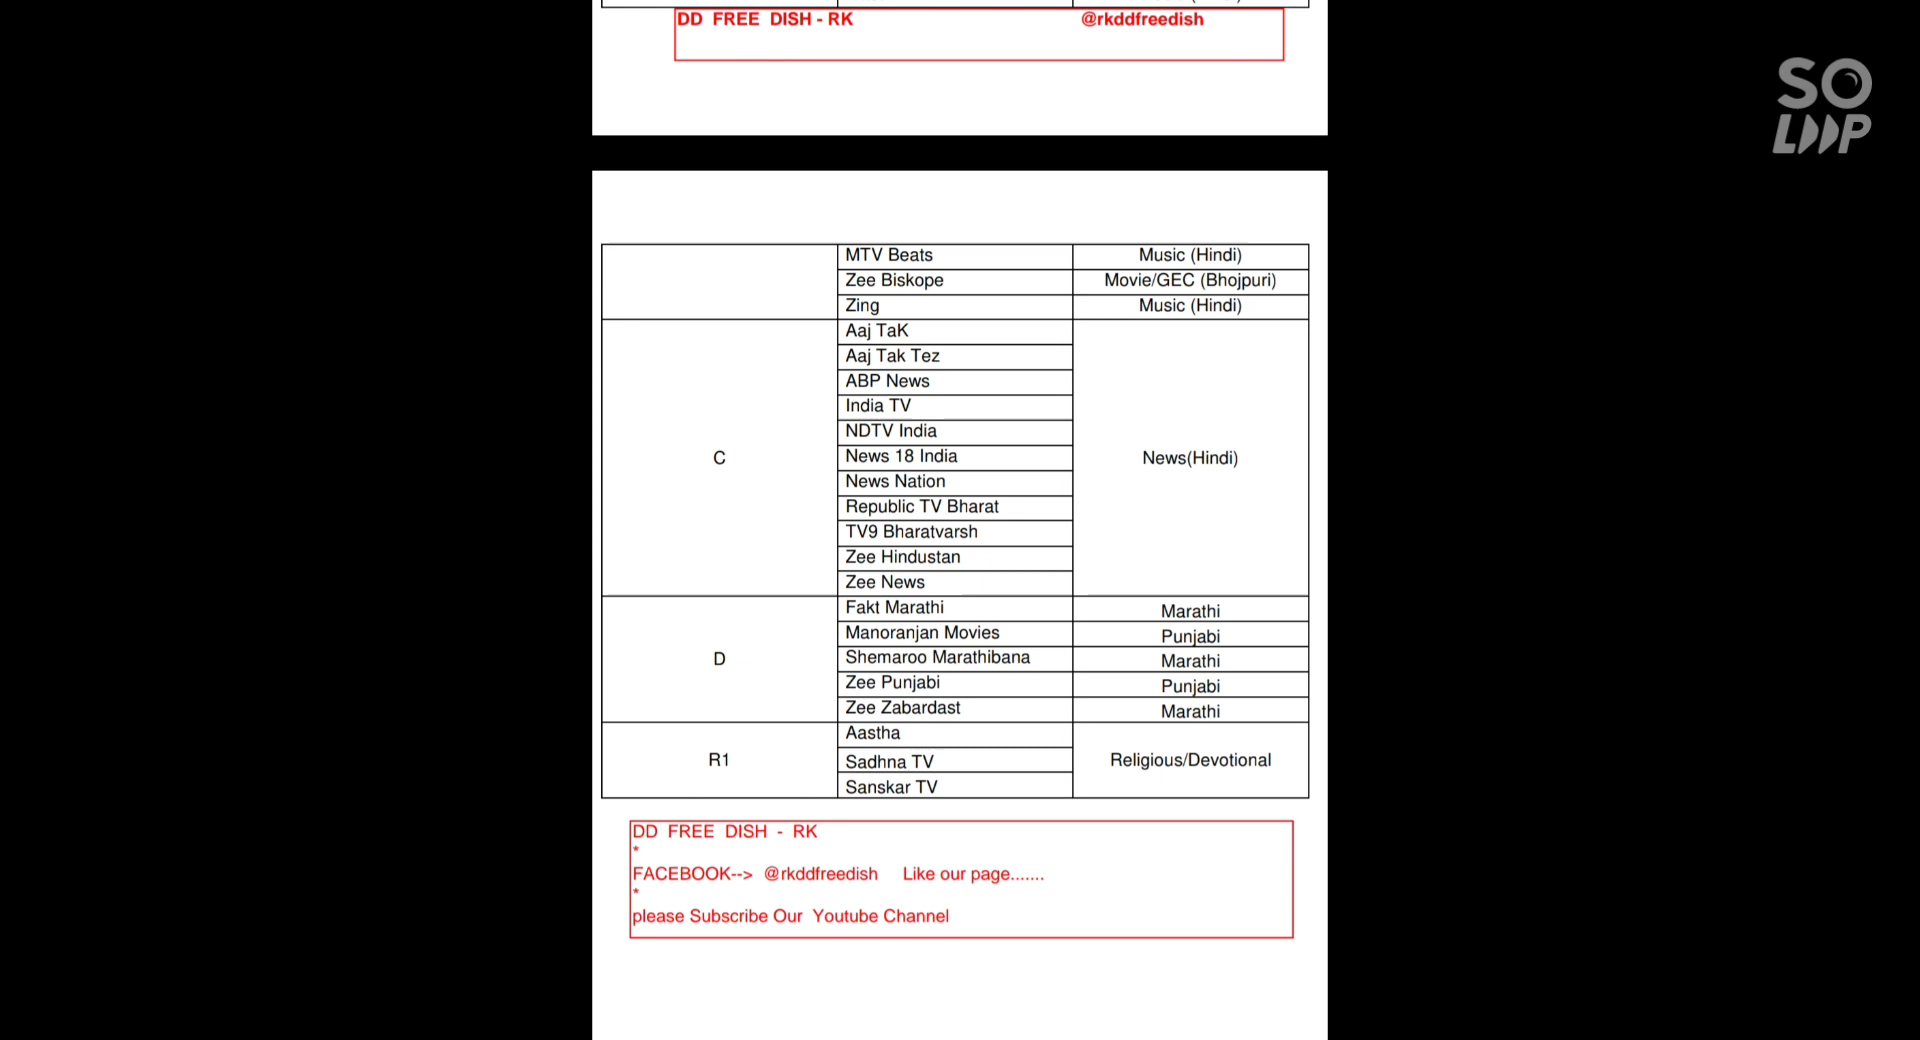 DD FREE DISH - RK @rkddfreedish
SO
LOOP
MTV Beats Music (Hindi)
Zee Biskope Movie/GEC (Bhojpuri)
Zing Music (Hindi)
Aaj TaK
Aaj Tak Tez
ABP News
India TV
NDTV India
C News 18 India News(Hindi)
News Nation
Republic TV Bharat
TV9 Bharatvarsh
Zee Hindustan
Zee News
Fakt Marathi Marathi
Manoranjan Movies Punjabi
D Shemaroo Marathibana Marathi
Zee Punjabi Punjabi
Zee Zabardast Marathi
Aastha
R1 Sadhna TV Religious/Devotional
Sanskar TV
DD FREE DISH - RK
*
FACEBOOK--> @rkddfreedish Like our page.......
*
please Subscribe Our Youtube Channel